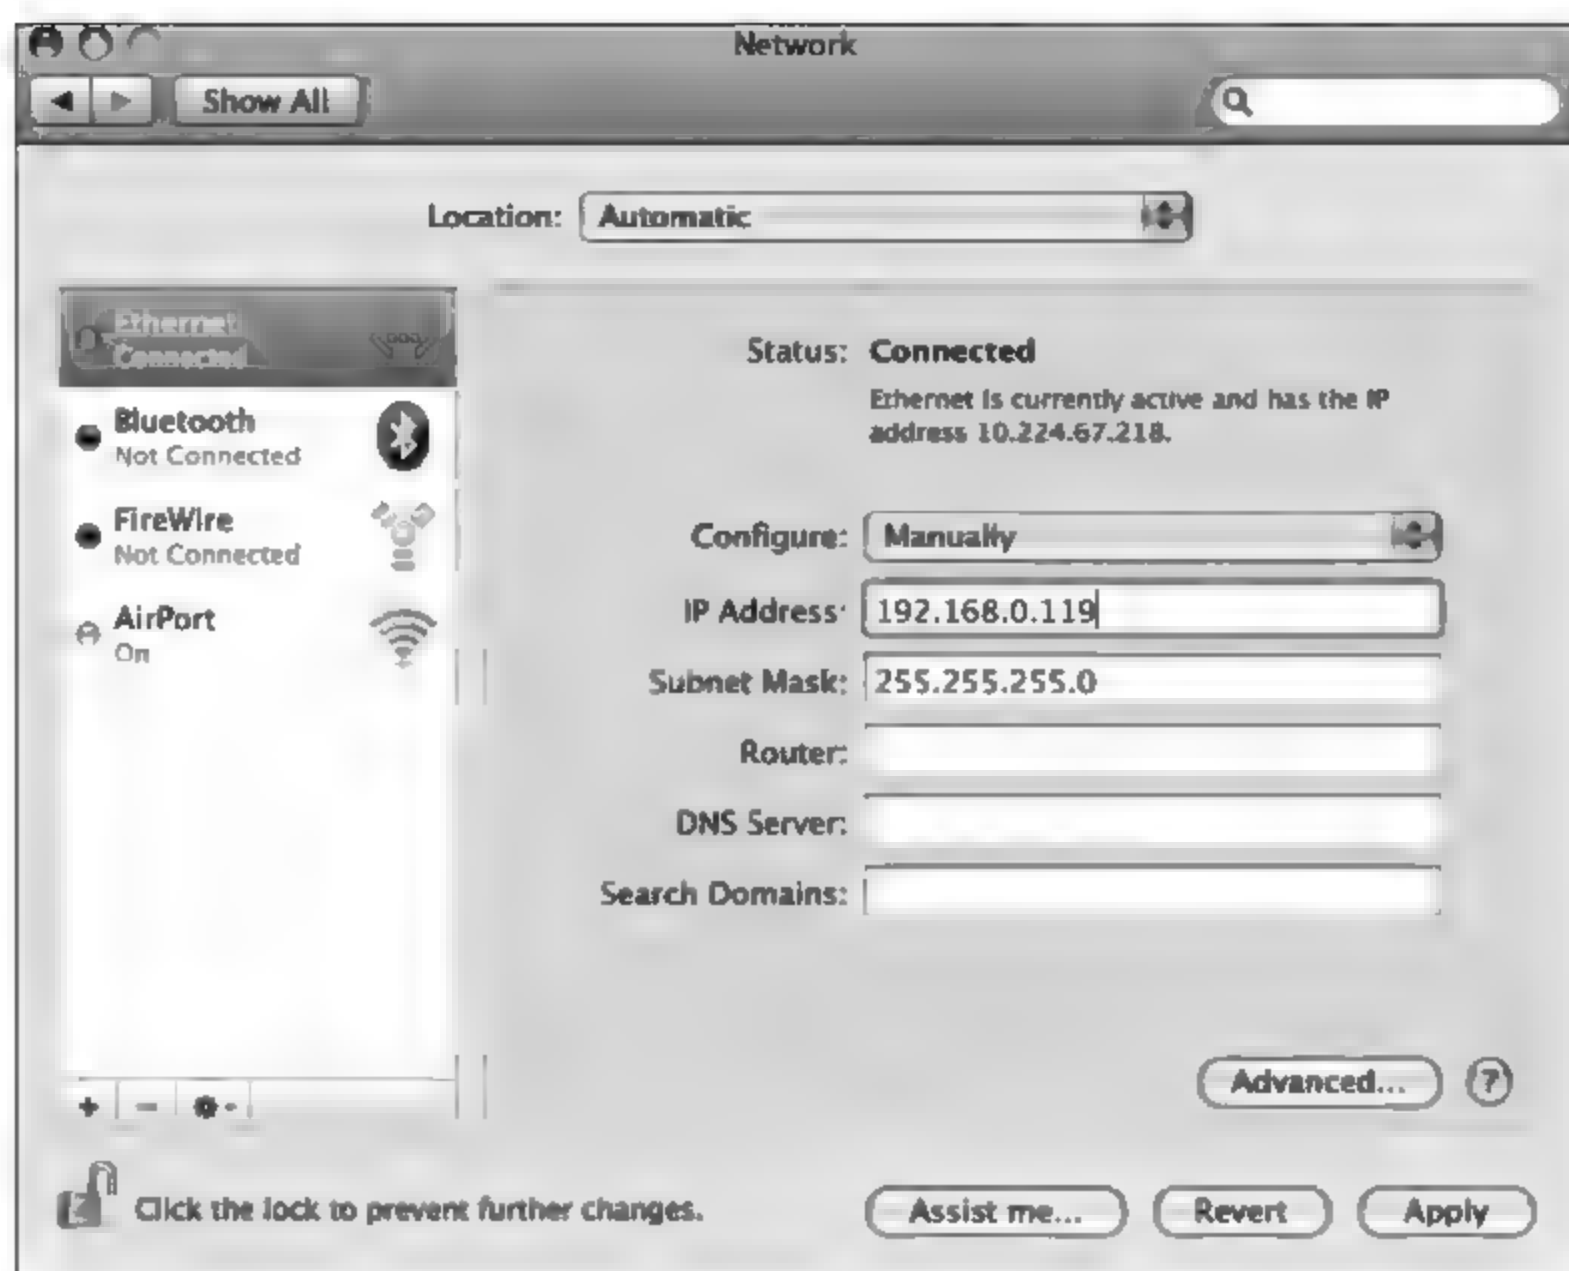 Network
Show All
Location: Automatic
Ethernet
Connected
Bluetooth
Not Connected
FireWire
Not Connected
AirPort
On
Status: Connected
Ethernet is currently active and has the IP
address 10.224.67.218.
Configure: Manually
IP Address: 192.168.0.119
Subnet Mask: 255.255.255.0
Router:
DNS Server:
Search Domains:
Advanced... ?
Click the lock to prevent further changes.
Assist me... Revert Apply